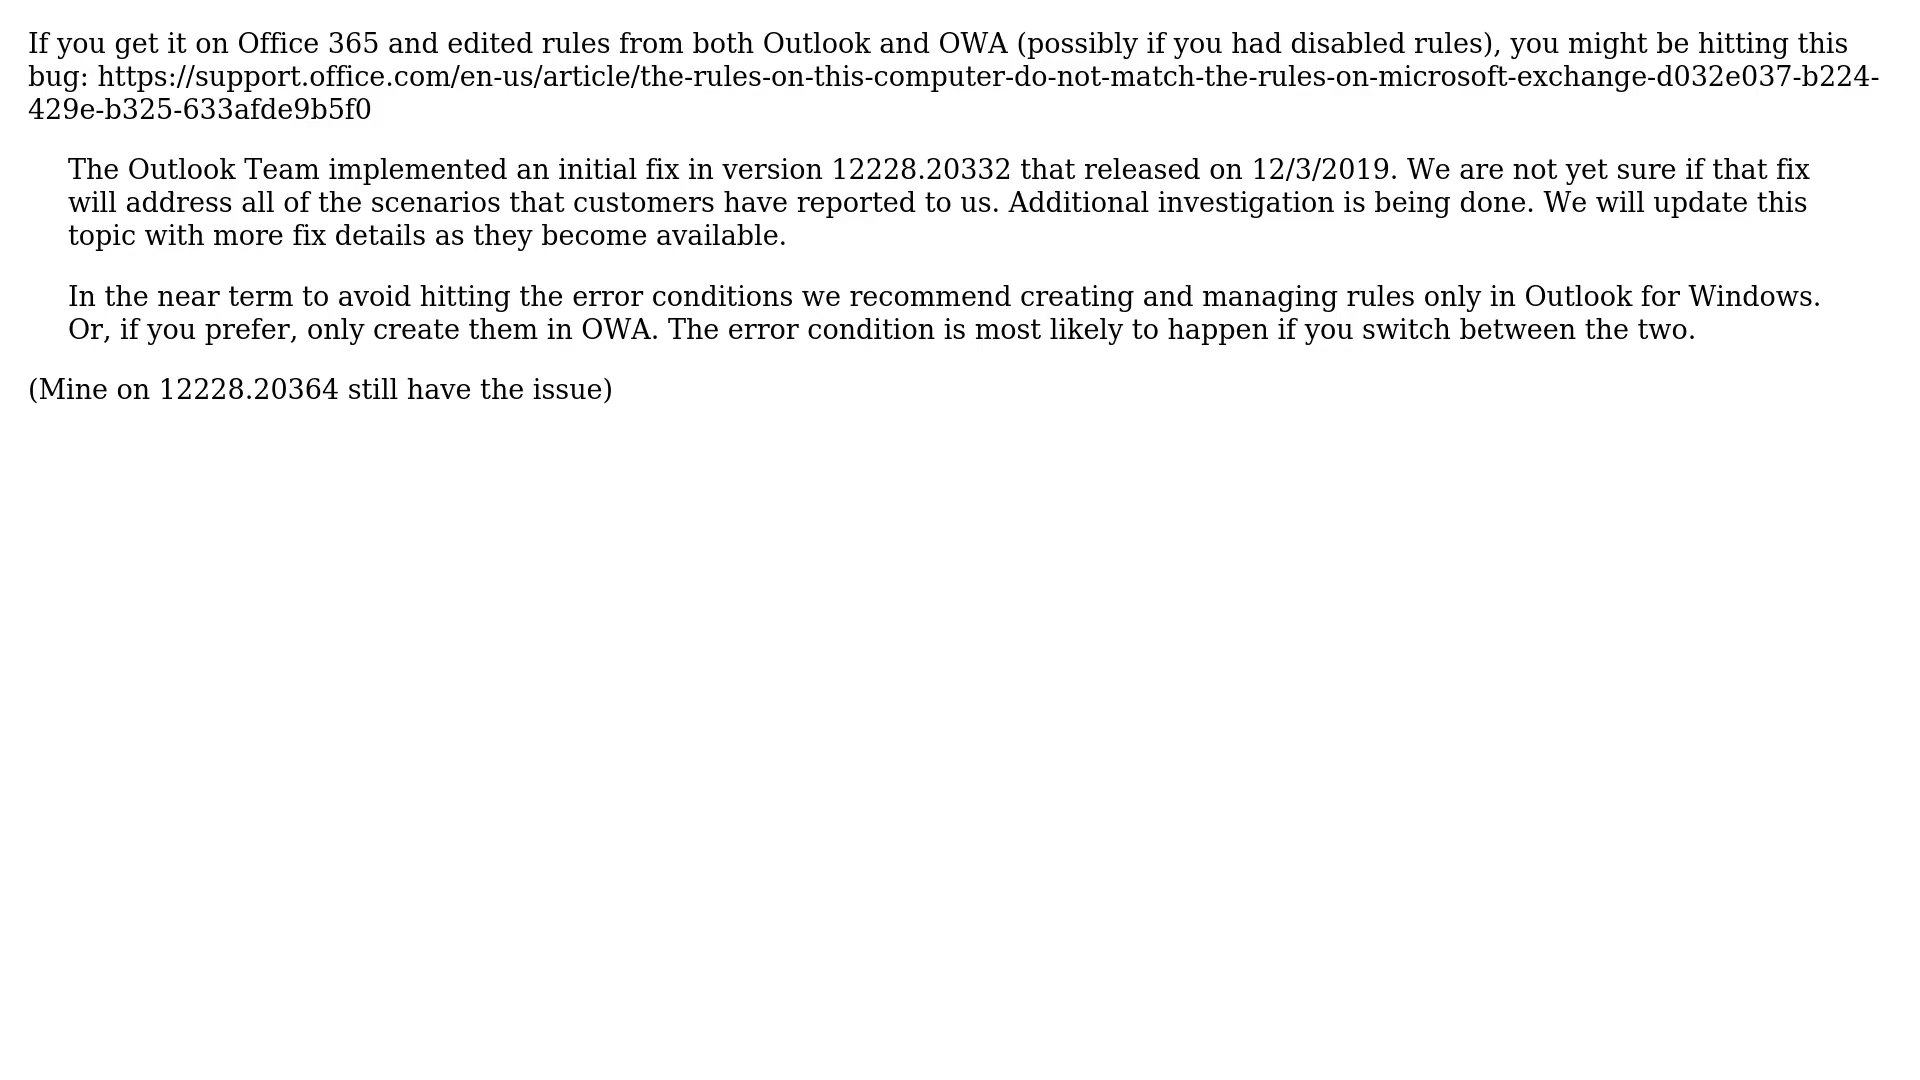 If you get it on Office 365 and edited rules from both Outlook and OWA (possibly if you had disabled rules), you might be hitting this
bug: https://support.office.com/en-us/article/the-rules-on-this-computer-do-not-match-the-rules-on-microsoft-exchange-d032e037-b224-
429e-b325-633afde9b5f0
The Outlook Team implemented an initial fix in version 12228.20332 that released on 12/3/2019. We are not yet sure if that fix
will address all of the scenarios that customers have reported to us. Additional investigation is being done. We will update this
topic with more fix details as they become available.
In the near term to avoid hitting the error conditions we recommend creating and managing rules only in Outlook for Windows.
Or, if you prefer, only create them in OWA. The error condition is most likely to happen if you switch between the two.
(Mine on 12228.20364 still have the issue)